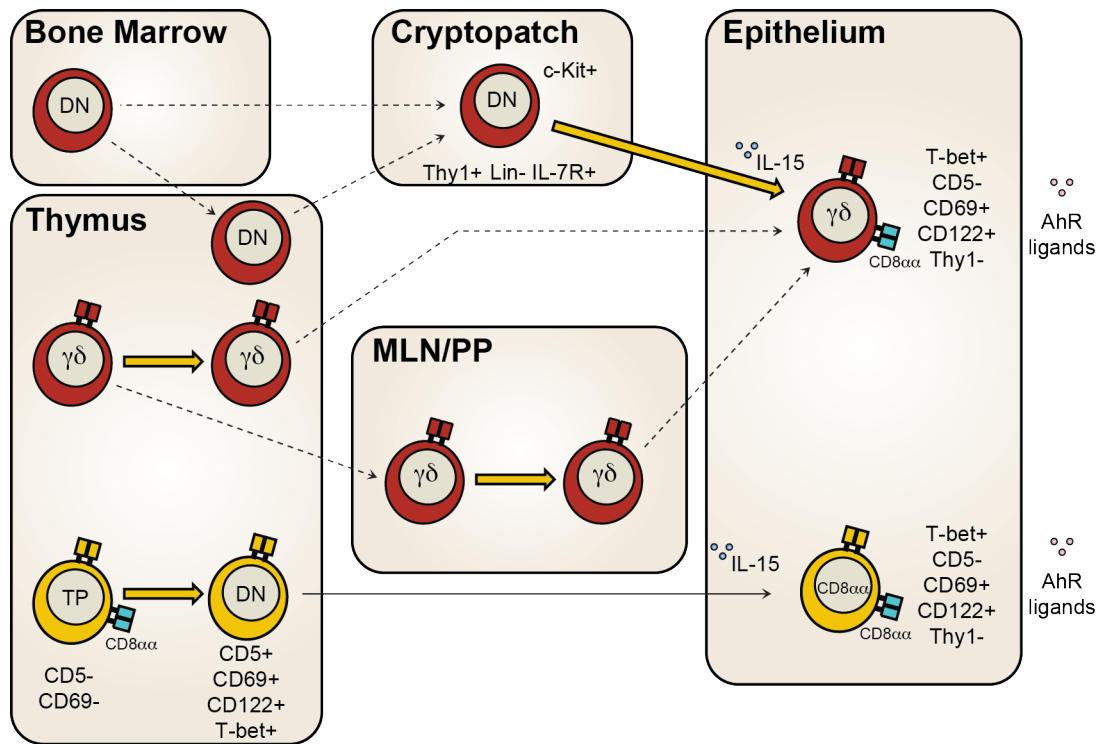 Bone Marrow
DN
Cryptopatch
c-Kit+
DN
Thy1+ Lin- IL-7R+
Epithelium
IL-15
γδ
CD8αα
T-bet+
CD5-
CD69+
CD122+
Thy1-
AhR
ligands
Thymus
DN
γδ
γδ
MLN/PP
γδ
γδ
TP
CD8αα
CD5-
CD69-
DN
CD5+
CD69+
CD122+
T-bet+
IL-15
CD8αα
CD8αα
T-bet+
CD5-
CD69+
CD122+
Thy1-
AhR
ligands